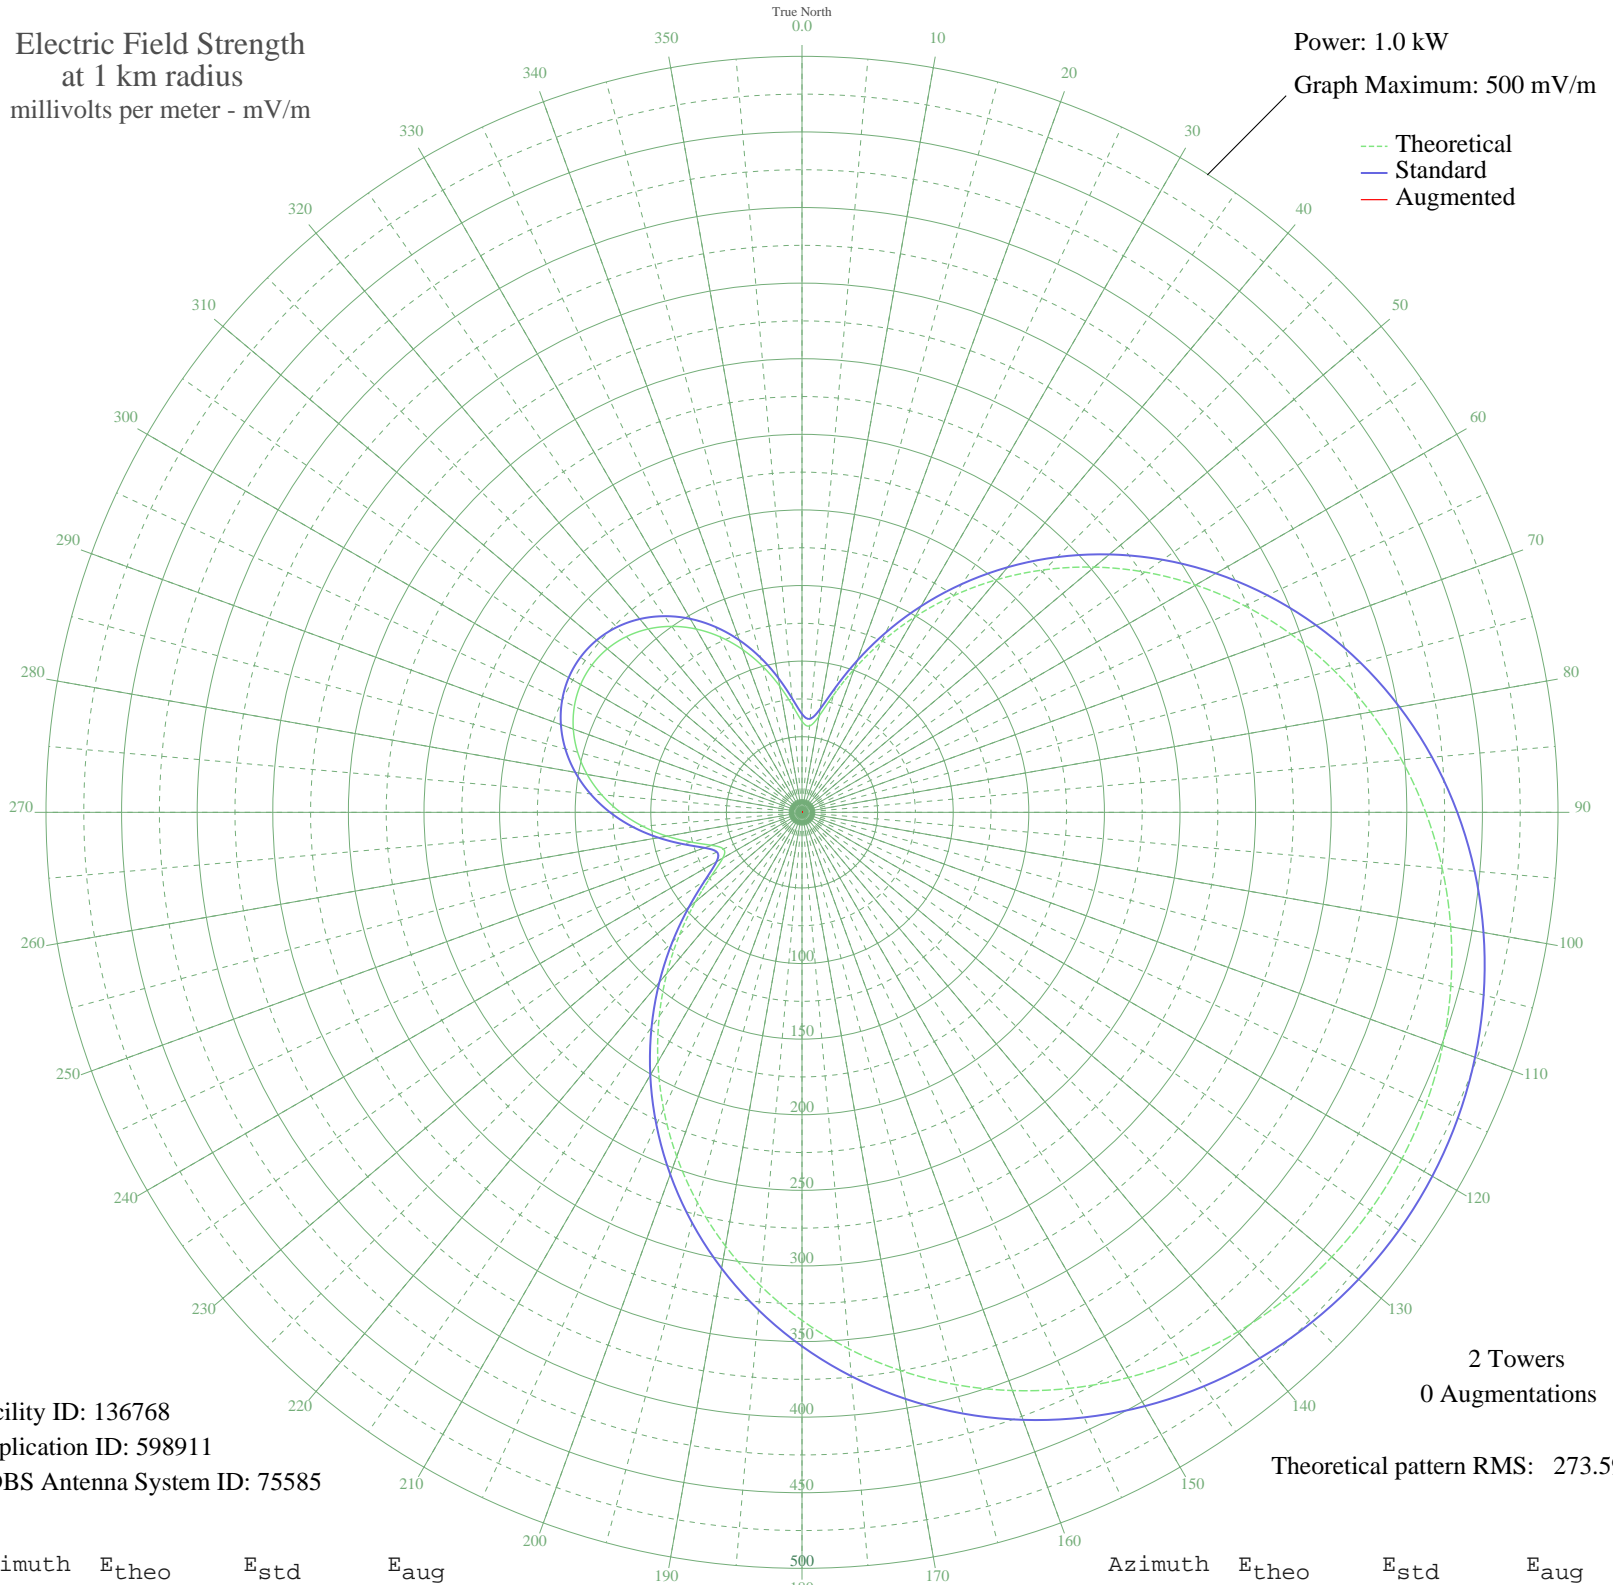 True North
0.0
Electric Field Strength
at 1 km radius
millivolts per meter - mV/m
Power: 1.0 kW
Graph Maximum: 500 mV/m
Theoretical
Standard
Augmented
10
20
30
40
50
60
70
80
90
100
110
120
130
140
150
160
170
190
200
210
220
230
240
250
260
270
280
290
300
310
320
330
340
350
100
150
200
250
300
350
400
450
500
2 Towers
0 Augmentations
Theoretical pattern RMS: 273.59
cility ID: 136768
plication ID: 598911
DBS Antenna System ID: 75585
imuth Etheo Estd Eaug
Azimuth Etheo Estd Eaug